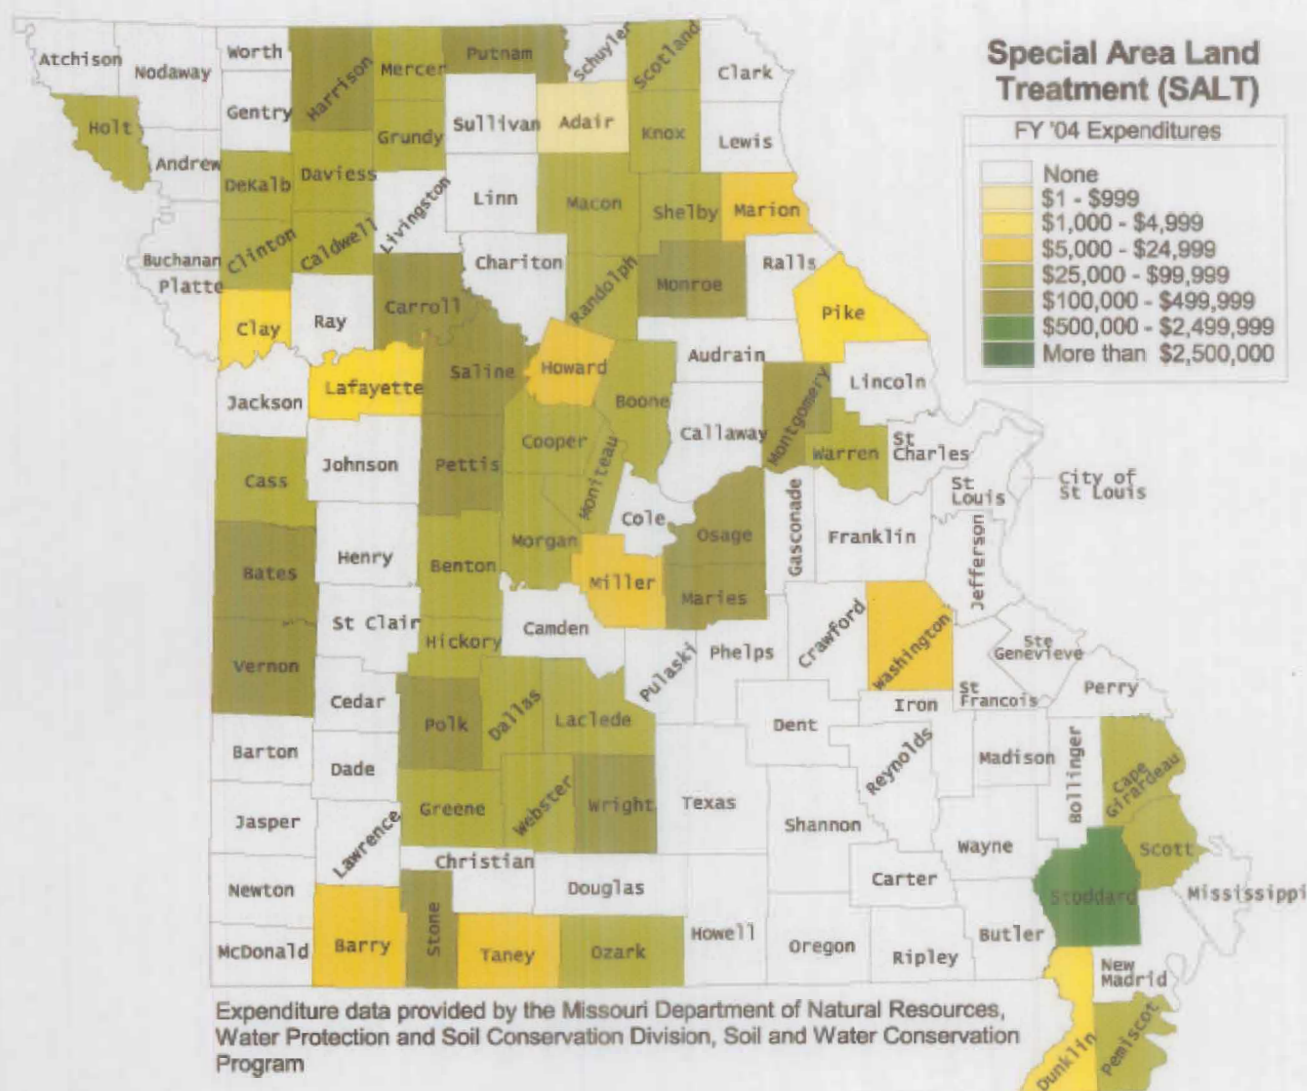 Special Area Land
Treatment (SALT)
FY '04 Expenditures
None
$1 - $999
$1,000 - $4,999
$5,000 - $24,999
$25,000 - $99,999
$100,000 - $499,999
$500,000 - $2,499,999
More than $2,500,000
Atchison
Nodaway
Worth
Harrison
Mercer
Putnam
Schuyler
Scotland
Clark
Holt
Gentry
Grundy
Sullivan
Adair
Knox
Lewis
Andrew
DeKalb
Daviess
Livingston
Linn
Macon
Shelby
Marion
Buchanan
Clinton
Caldwell
Chariton
Randolph
Monroe
Ralls
Platte
Clay
Ray
Carroll
Pike
Lafayette
Saline
Howard
Audrain
Lincoln
Jackson
Boone
Callaway
Montgomery
Warren
St
Charles
Johnson
Pettis
Cooper
Moniteau
Cass
St
Louis
City of
St Louis
Cole
Osage
Gasconade
Franklin
Jefferson
Henry
Benton
Morgan
Miller
Bates
Maries
St Clair
Hickory
Camden
Pulaski
Phelps
Crawford
Washington
Ste
Genevieve
Vernon
Cedar
Polk
Dallas
Laclede
Dent
Iron
St
Francois
Perry
Barton
Dade
Reynolds
Madison
Bollinger
Cape
Girardeau
Jasper
Lawrence
Greene
Webster
Wright
Texas
Shannon
Wayne
Scott
Christian
Newton
Douglas
Carter
Stoddard
Mississippi
McDonald
Barry
Stone
Taney
Ozark
Howell
Oregon
Ripley
Butler
New
Madrid
Dunklin
Pemiscot
Expenditure data provided by the Missouri Department of Natural Resources,
Water Protection and Soil Conservation Division, Soil and Water Conservation
Program